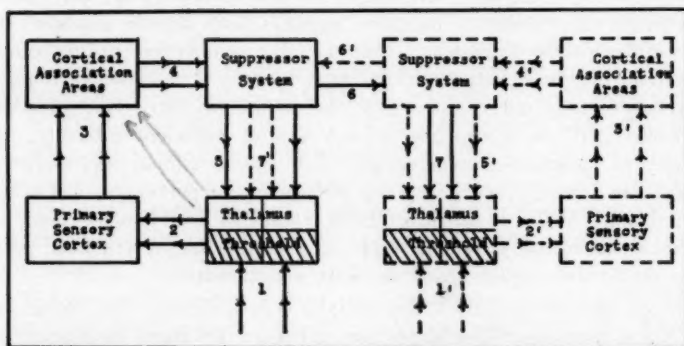 Cortical
Association
Areas
4
Suppressor
System
6'
6
Suppressor
System
4'
Cortical
Association
Areas
3
5
7'
7
5'
3'
Primary
Sensory
Cortex
2
Thalamus
Threshold
Thalamus
Threshold
2'
Primary
Sensory
Cortex
1
1'